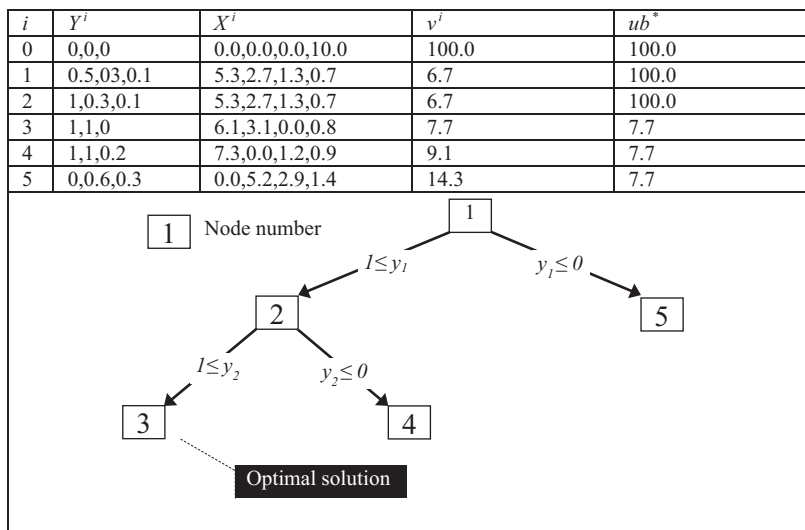 i Y^i X^i v^i ub^*
0 0,0,0 0.0,0.0,0.0,10.0 100.0 100.0
1 0.5,03,0.1 5.3,2.7,1.3,0.7 6.7 100.0
2 1,0.3,0.1 5.3,2.7,1.3,0.7 6.7 100.0
3 1,1,0 6.1,3.1,0.0,0.8 7.7 7.7
4 1,1,0.2 7.3,0.0,1.2,0.9 9.1 7.7
5 0,0.6,0.3 0.0,5.2,2.9,1.4 14.3 7.7
1
1 Node number
1≤y₁ y₁≤0
2 5
1≤y₂ y₂≤0
3 4
Optimal solution